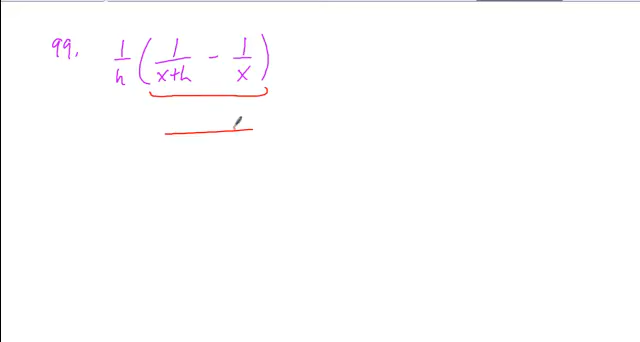 99. 1/h ( 1/(x+h) - 1/x )